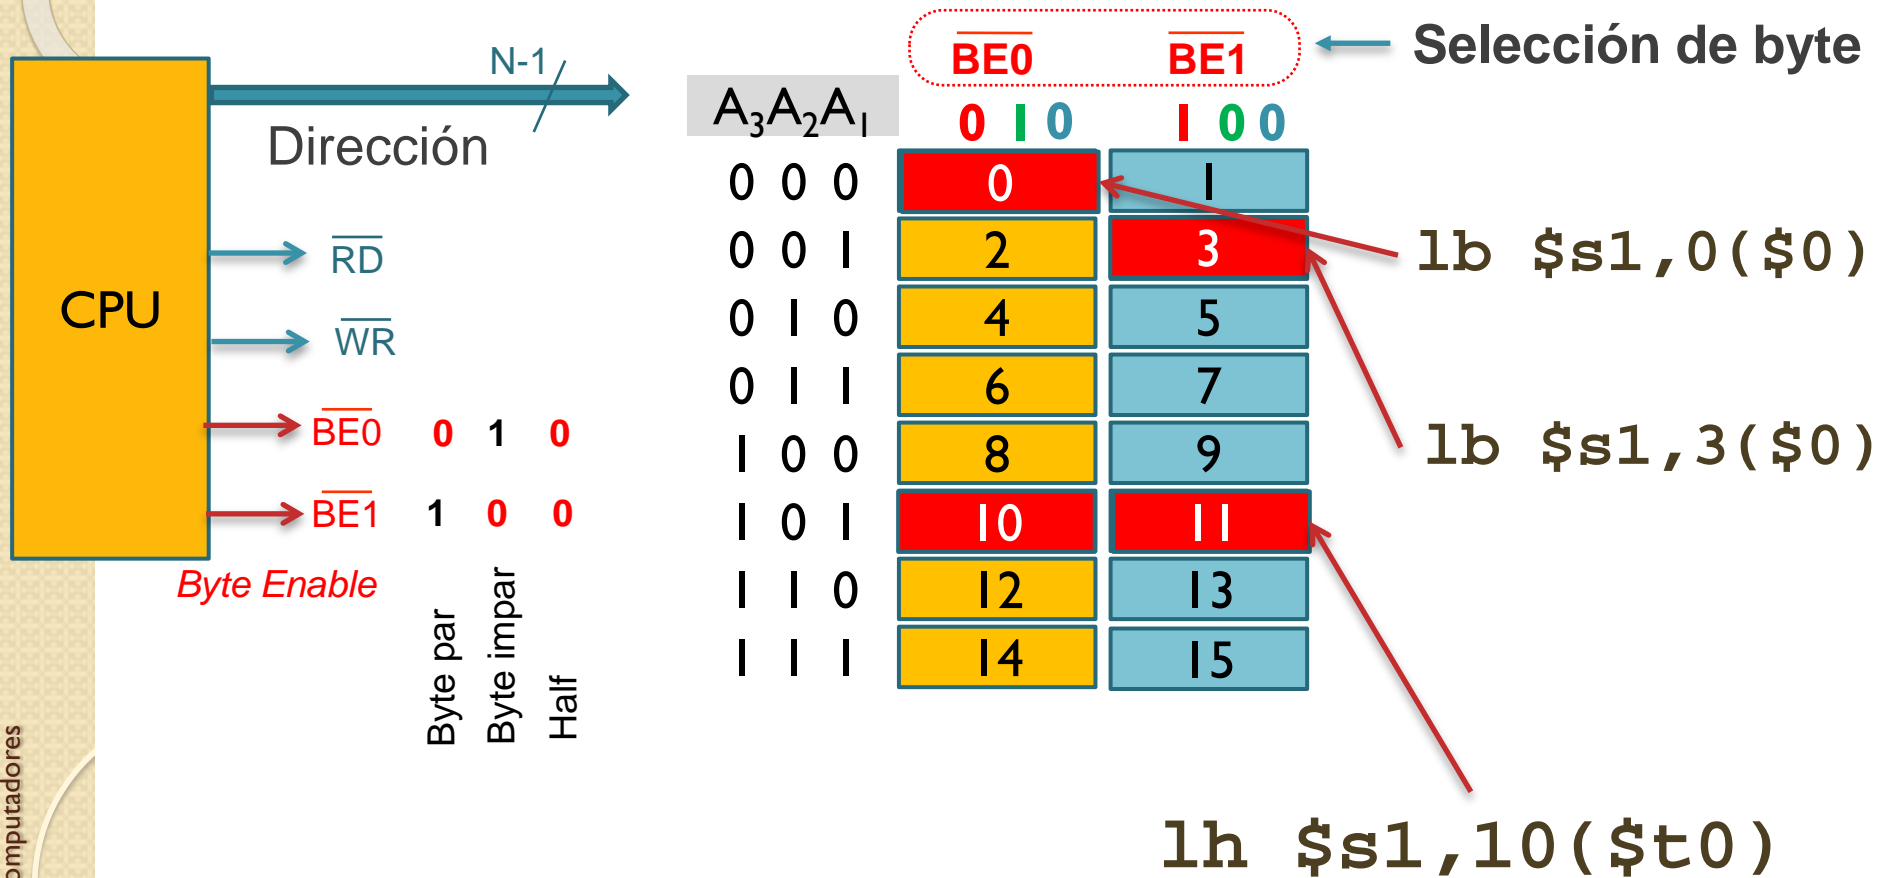 N-1
Dirección
CPU
RD
WR
BE0 0 1 0
BE1 1 0 0
Byte Enable
Byte par
Byte impar
Half
BE0 BE1
Selección de byte
A3A2A1
0 1 0 1 0 0
0 0 0 0 1
0 0 1 2 3
0 1 0 4 5
0 1 1 6 7
1 0 0 8 9
1 0 1 10 11
1 1 0 12 13
1 1 1 14 15
lb $s1,0($0)
lb $s1,3($0)
lh $s1,10($t0)